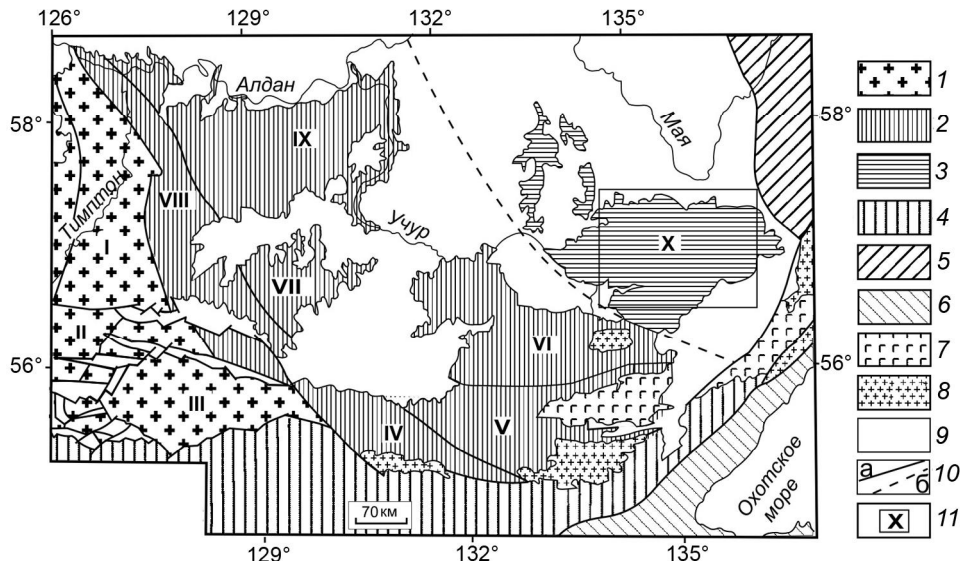 126° 129° 132° 135°
58°
56°
58°
56°
Алдан
Мая
Тимптон
Учур
IX
VIII
X
I
VII
II
VI
III
IV
V
Охотское
море
70 км
129° 132° 135°
1
2
3
4
5
6
7
8
9
а
б
10
X
11